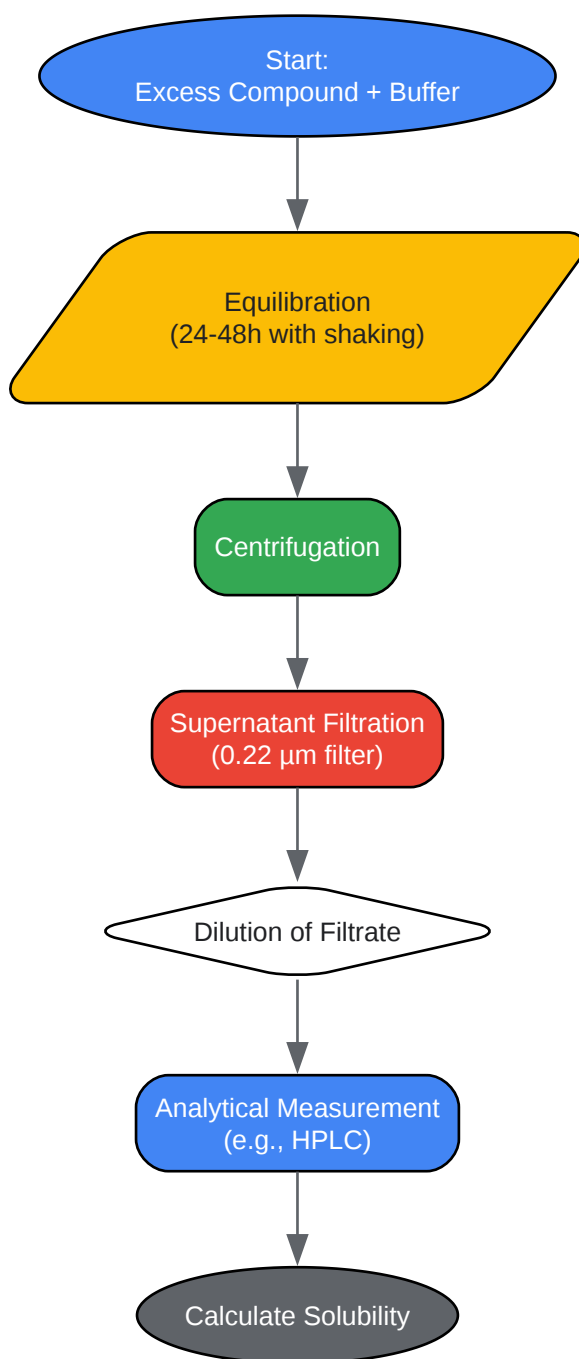 Start:
Excess Compound + Buffer
Equilibration
(24-48h with shaking)
Centrifugation
Supernatant Filtration
(0.22 µm filter)
Dilution of Filtrate
Analytical Measurement
(e.g., HPLC)
Calculate Solubility